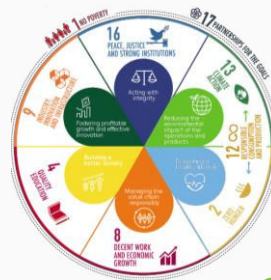 1 NO POVERTY
17 PARTNERSHIPS FOR THE GOALS
16
PEACE, JUSTICE
AND STRONG INSTITUTIONS
Acting with
integrity
13
CLIMATE
ACTION
Reducing the
environmental
impact of the
operations and
products
12
RESPONSIBLE
CONSUMPTION
AND PRODUCTION
2
ZERO
HUNGER
Managing the
value chain
responsibly
8
DECENT WORK
AND ECONOMIC
GROWTH
Building a
better
4
QUALITY
EDUCATION
Fostering profitable
growth and effective
innovation
9
INDUSTRY
INNOVATION